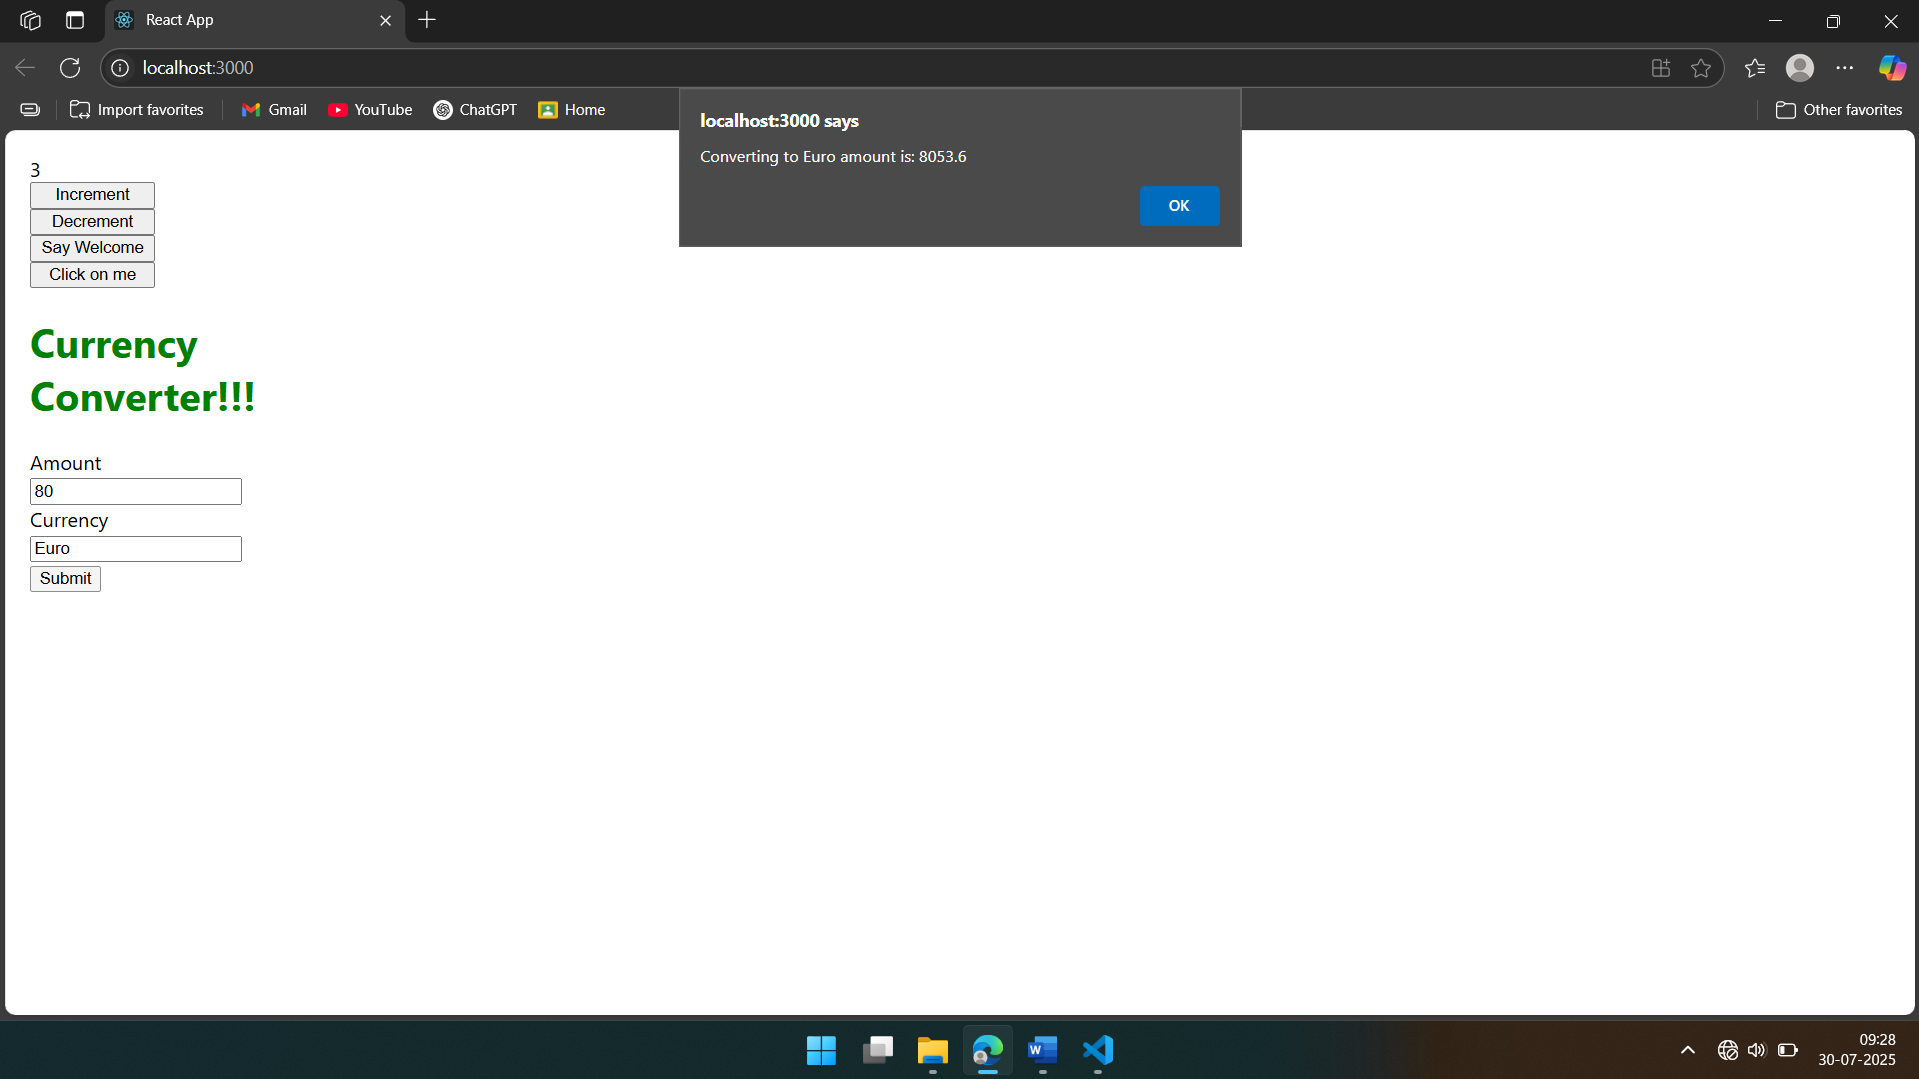 React App
localhost:3000
Import favorites
Gmail
YouTube
ChatGPT
Home
Other favorites
localhost:3000 says
Converting to Euro amount is: 8053.6
OK
3
Increment
Decrement
Say Welcome
Click on me
Currency
Converter!!!
Amount
80
Currency
Euro
Submit
09:28
30-07-2025